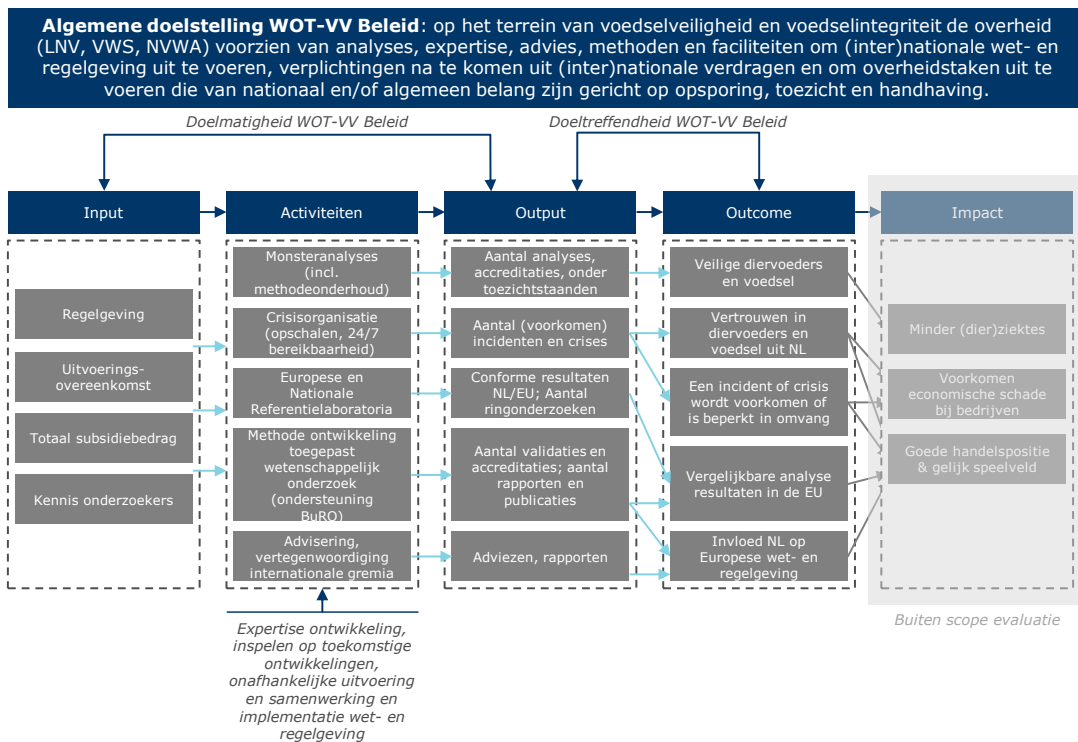 Algemene doelstelling WOT-VV Beleid: op het terrein van voedselveiligheid en voedselintegriteit de overheid
(LNV, VWS, NVWA) voorzien van analyses, expertise, advies, methoden en faciliteiten om (inter)nationale wet- en
regelgeving uit te voeren, verplichtingen na te komen uit (inter)nationale verdragen en om overheidstaken uit te
voeren die van nationaal en/of algemeen belang zijn gericht op opsporing, toezicht en handhaving.
Doelmatigheid WOT-VV Beleid
Doeltreffendheid WOT-VV Beleid
Input
Activiteiten
Output
Outcome
Impact
Regelgeving
Uitvoerings-
overeenkomst
Totaal subsidiebedrag
Kennis onderzoekers
Monsteranalyses
(incl.
methodeonderhoud)
Crisisorganisatie
(opschalen, 24/7
bereikbaarheid)
Europese en
Nationale
Referentielaboratoria
Methode ontwikkeling
toegepast
wetenschappelijk
onderzoek
(ondersteuning
BuRO)
Advisering,
vertegenwoordiging
internationale gremia
Aantal analyses,
accreditaties, onder
toezichtstaanden
Aantal (voorkomen)
incidenten en crises
Conforme resultaten
NL/EU; Aantal
ringonderzoeken
Aantal validaties en
accreditaties; aantal
rapporten en
publicaties
Adviezen, rapporten
Veilige diervoeders
en voedsel
Vertrouwen in
diervoeders en
voedsel uit NL
Een incident of crisis
wordt voorkomen of
is beperkt in omvang
Vergelijkbare analyse
resultaten in de EU
Invloed NL op
Europese wet- en
regelgeving
Minder (dier)ziektes
Voorkomen
economische schade
bij bedrijven
Goede handelspositie
& gelijk speelveld
Buiten scope evaluatie
Expertise ontwikkeling,
inspelen op toekomstige
ontwikkelingen,
onafhankelijke uitvoering
en samenwerking en
implementatie wet- en
regelgeving